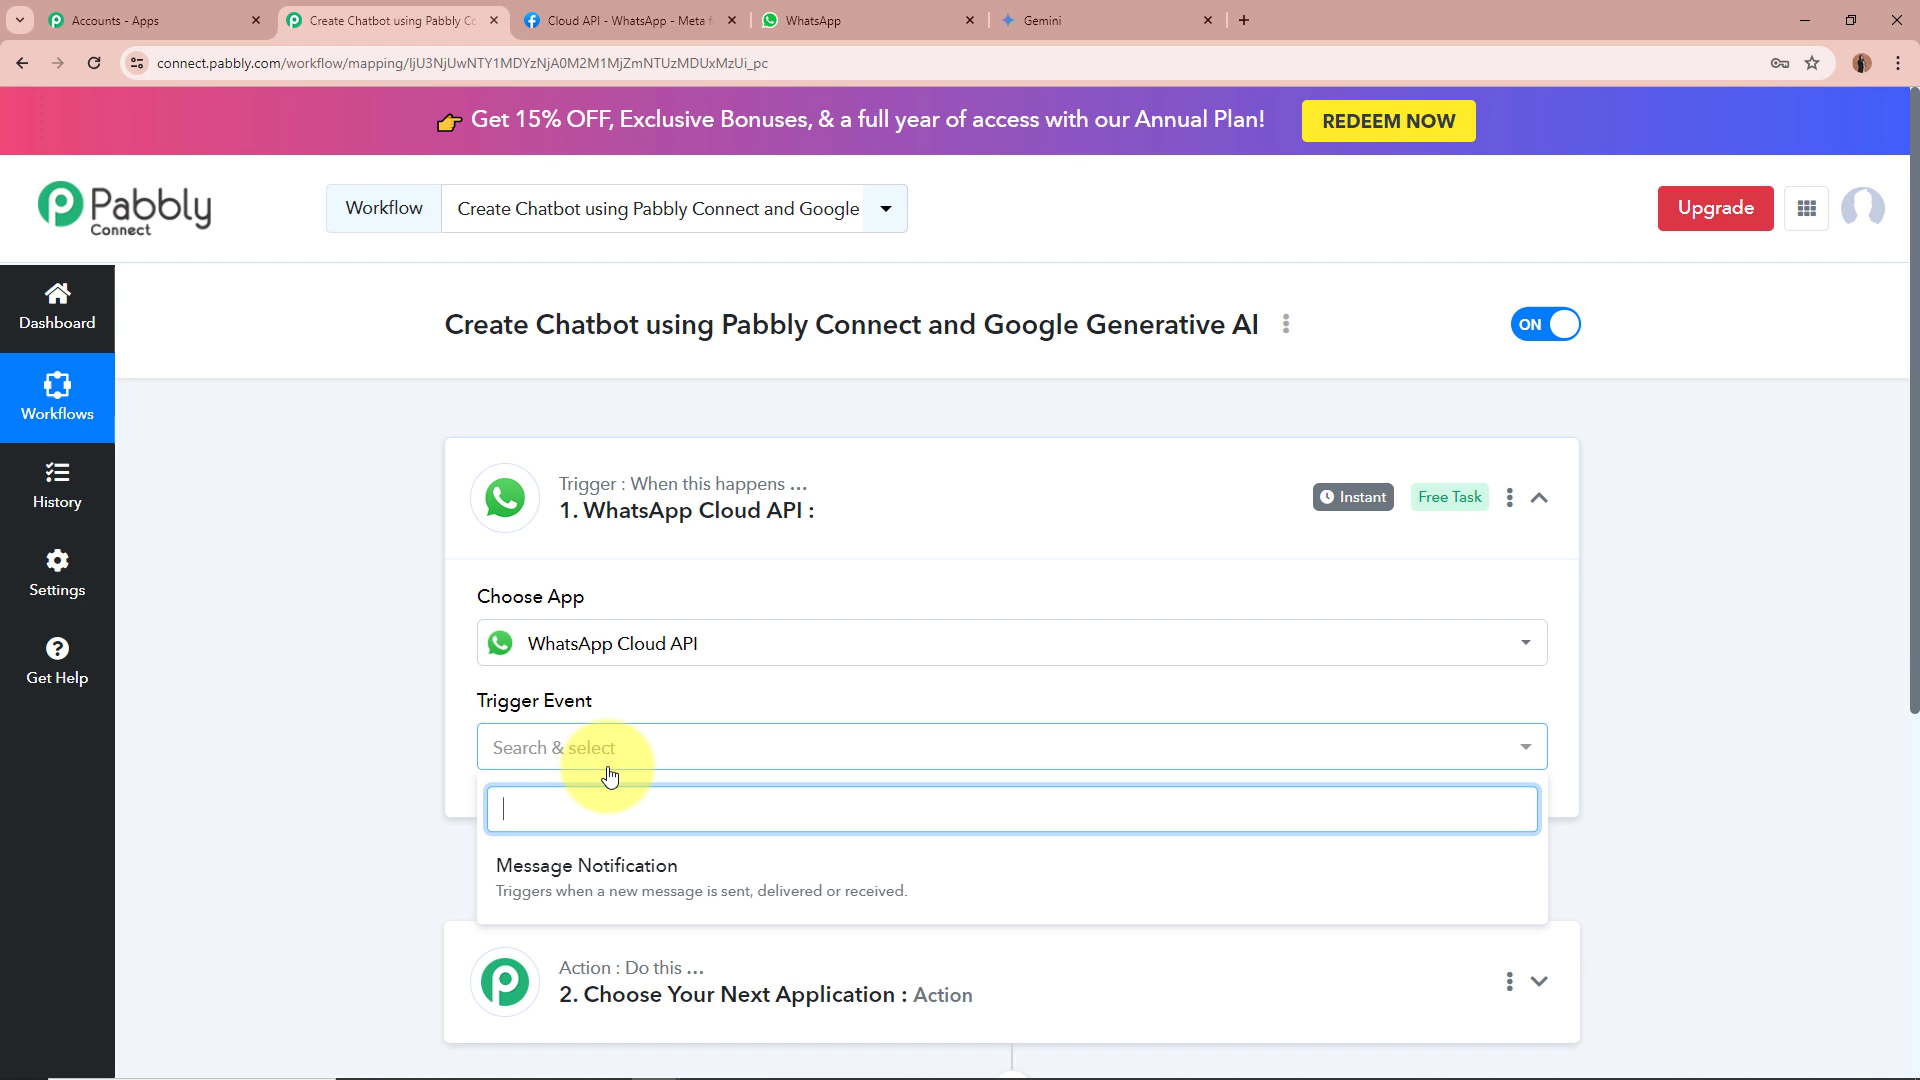 Accounts - Apps
Create Chatbot using Pabbly Co
Cloud API - WhatsApp - Meta f
WhatsApp
Gemini
connect.pabbly.com/workflow/mapping/IjU3NjUwNTY1MDYzNjA0M2M1MjZmNTUzMDUxMzUi_pc
👉 Get 15% OFF, Exclusive Bonuses, & a full year of access with our Annual Plan!
REDEEM NOW
Pabbly
Connect
Workflow
Create Chatbot using Pabbly Connect and Google
Upgrade
Dashboard
Workflows
History
Settings
Get Help
Create Chatbot using Pabbly Connect and Google Generative AI
ON
Trigger : When this happens ...
1. WhatsApp Cloud API :
Instant
Free Task
Choose App
WhatsApp Cloud API
Trigger Event
Search & select
Message Notification
Triggers when a new message is sent, delivered or received.
Action : Do this ...
2. Choose Your Next Application : Action